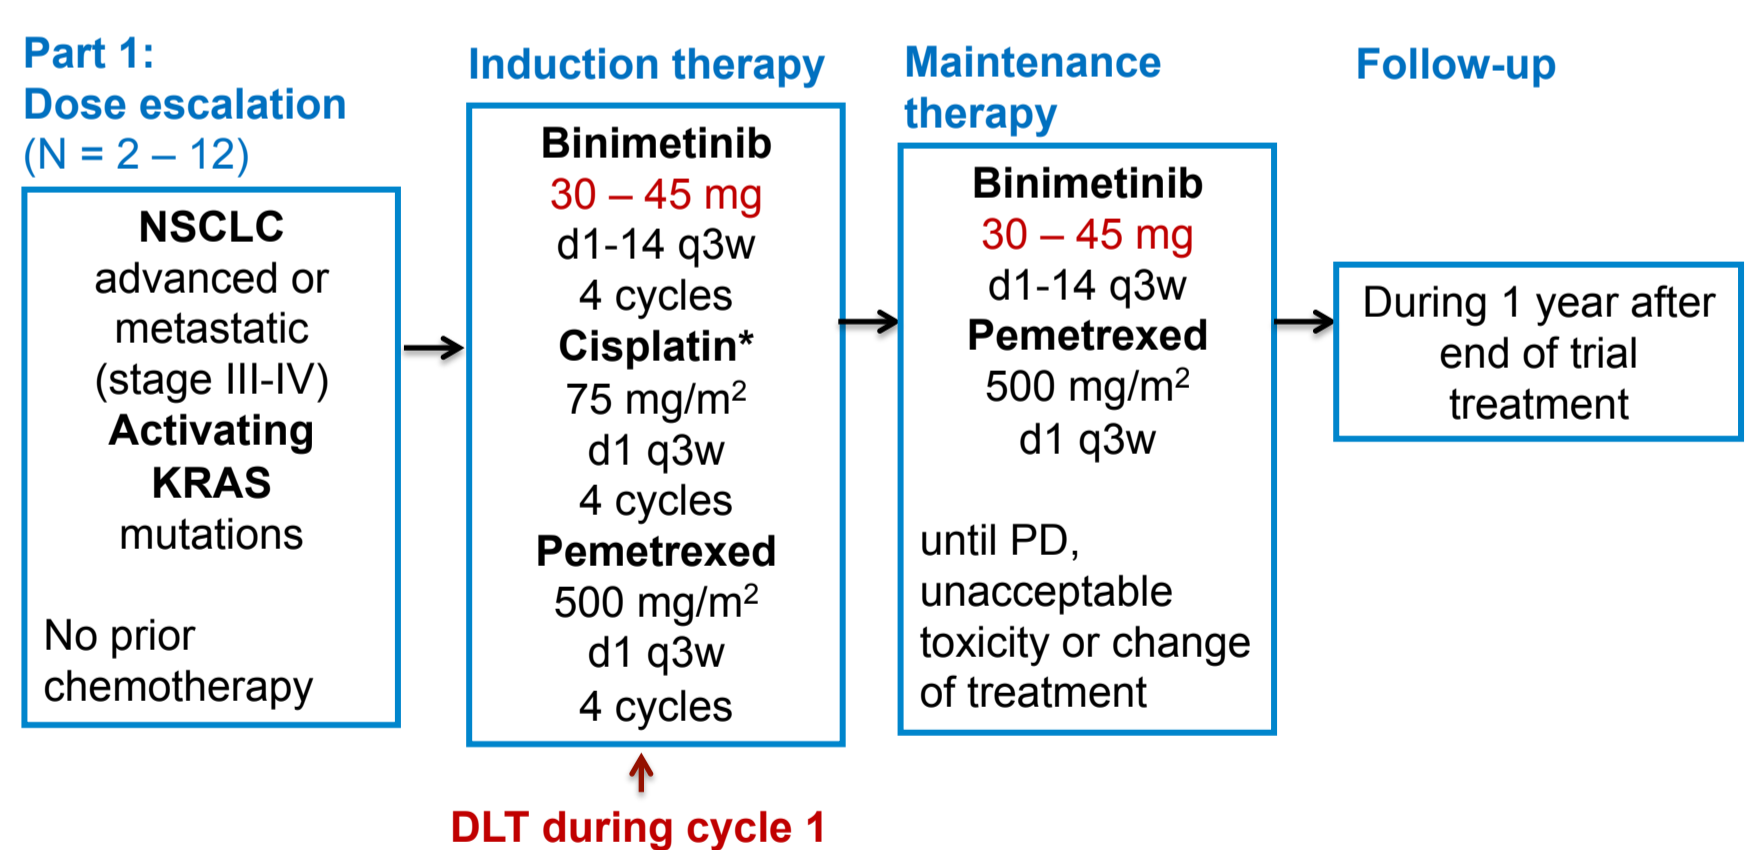 Part 1:
Dose escalation
(N = 2 – 12)
NSCLC
advanced or
metastatic
(stage III-IV)
Activating
KRAS
mutations
No prior
chemotherapy
Induction therapy
Binimetinib
30 – 45 mg
d1-14 q3w
4 cycles
Cisplatin*
75 mg/m²
d1 q3w
4 cycles
Pemetrexed
500 mg/m²
d1 q3w
4 cycles
DLT during cycle 1
Maintenance
therapy
Binimetinib
30 – 45 mg
d1-14 q3w
Pemetrexed
500 mg/m²
d1 q3w
until PD,
unacceptable
toxicity or change
of treatment
Follow-up
During 1 year after
end of trial
treatment